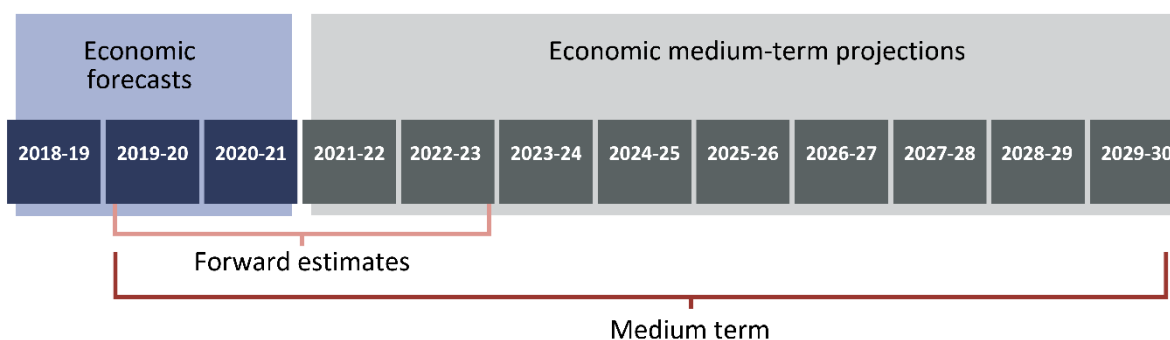 Economic
forecasts
Economic medium-term projections
2018-19 2019-20 2020-21 2021-22 2022-23 2023-24 2024-25 2025-26 2026-27 2027-28 2028-29 2029-30
Forward estimates
Medium term